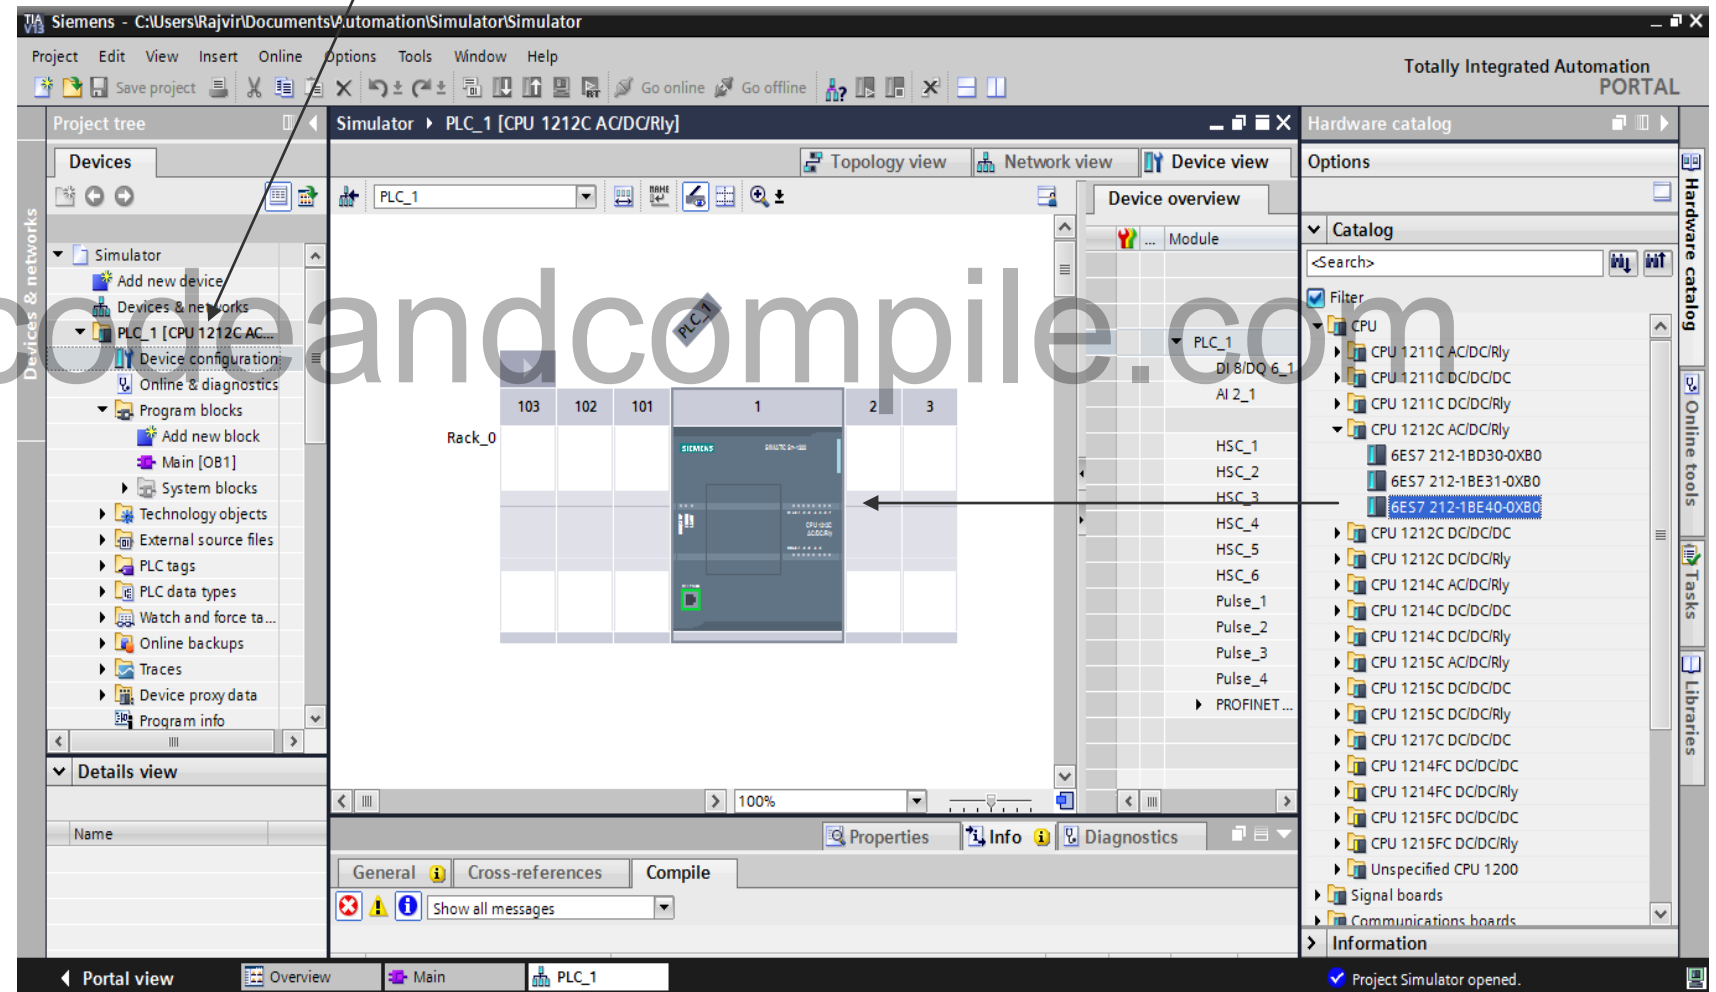 TIA V13 Siemens - C:\Users\Rajvir\Documents\Automation\Simulator\Simulator
Project Edit View Insert Online Options Tools Window Help
Totally Integrated Automation
PORTAL
Save project Go online Go offline
Project tree
Simulator PLC_1 [CPU 1212C AC/DC/Rly]
Hardware catalog
Devices
Topology view Network view Device view
Options
PLC_1
Device overview
... Module
Catalog
<Search>
Filter
Devices & networks
Simulator
Add new device
Devices & networks
PLC_1 [CPU 1212C AC...
Device configuration
Online & diagnostics
Program blocks
Add new block
Main [OB1]
System blocks
Technology objects
External source files
PLC tags
PLC data types
Watch and force ta...
Online backups
Traces
Device proxy data
Program info
Details view
Name
codeandcompile.com
PLC_1
103 102 101 1 2 3
Rack_0
SIEMENS
100%
PLC_1
DI 8/DQ 6_1
AI 2_1
HSC_1
HSC_2
HSC_3
HSC_4
HSC_5
HSC_6
Pulse_1
Pulse_2
Pulse_3
Pulse_4
PROFINET ...
Properties Info Diagnostics
General Cross-references Compile
Show all messages
CPU
CPU 1211C AC/DC/Rly
CPU 1211C DC/DC/DC
CPU 1211C DC/DC/Rly
CPU 1212C AC/DC/Rly
6ES7 212-1BD30-0XB0
6ES7 212-1BE31-0XB0
6ES7 212-1BE40-0XB0
CPU 1212C DC/DC/DC
CPU 1212C DC/DC/Rly
CPU 1214C AC/DC/Rly
CPU 1214C DC/DC/DC
CPU 1214C DC/DC/Rly
CPU 1215C AC/DC/Rly
CPU 1215C DC/DC/DC
CPU 1215C DC/DC/Rly
CPU 1217C DC/DC/DC
CPU 1214FC DC/DC/DC
CPU 1214FC DC/DC/Rly
CPU 1215FC DC/DC/DC
CPU 1215FC DC/DC/Rly
Unspecified CPU 1200
Signal boards
Communications boards
Information
Hardware catalog
Online tools
Tasks
Libraries
Portal view Overview Main PLC_1
Project Simulator opened.